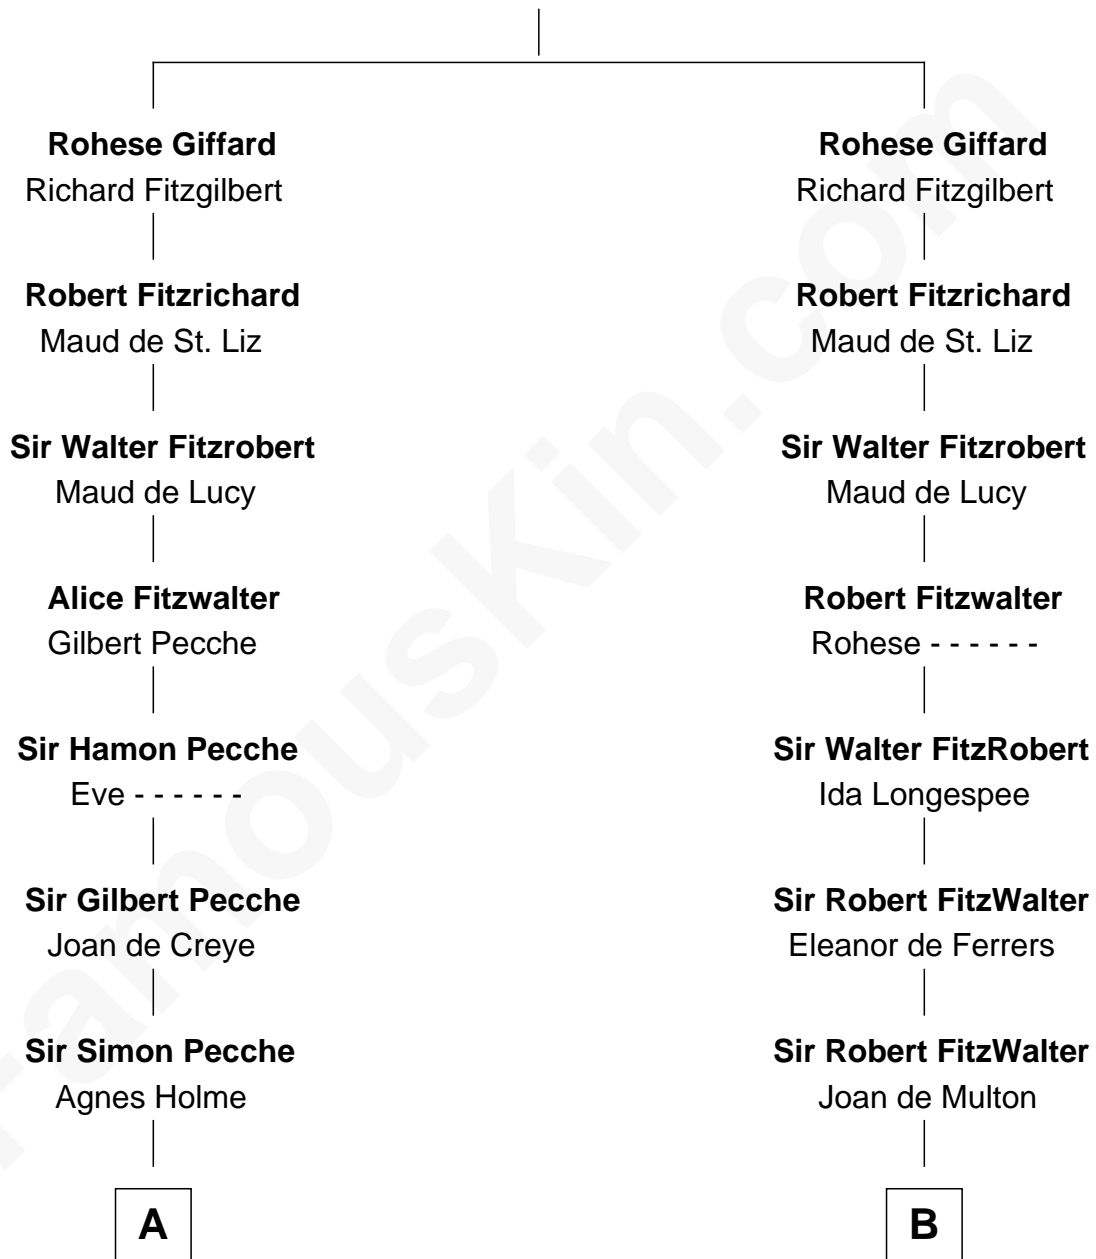 Rohese Giffard
Richard Fitzgilbert
Robert Fitzrichard
Maud de St. Liz
Sir Walter Fitzrobert
Maud de Lucy
Alice Fitzwalter
Gilbert Pecche
Sir Hamon Pecche
Eve - - - - - -
Sir Gilbert Pecche
Joan de Creye
Sir Simon Pecche
Agnes Holme
A
Rohese Giffard
Richard Fitzgilbert
Robert Fitzrichard
Maud de St. Liz
Sir Walter Fitzrobert
Maud de Lucy
Robert Fitzwalter
Rohese - - - - - -
Sir Walter FitzRobert
Ida Longespee
Sir Robert FitzWalter
Eleanor de Ferrers
Sir Robert FitzWalter
Joan de Multon
B
FamousKin.com